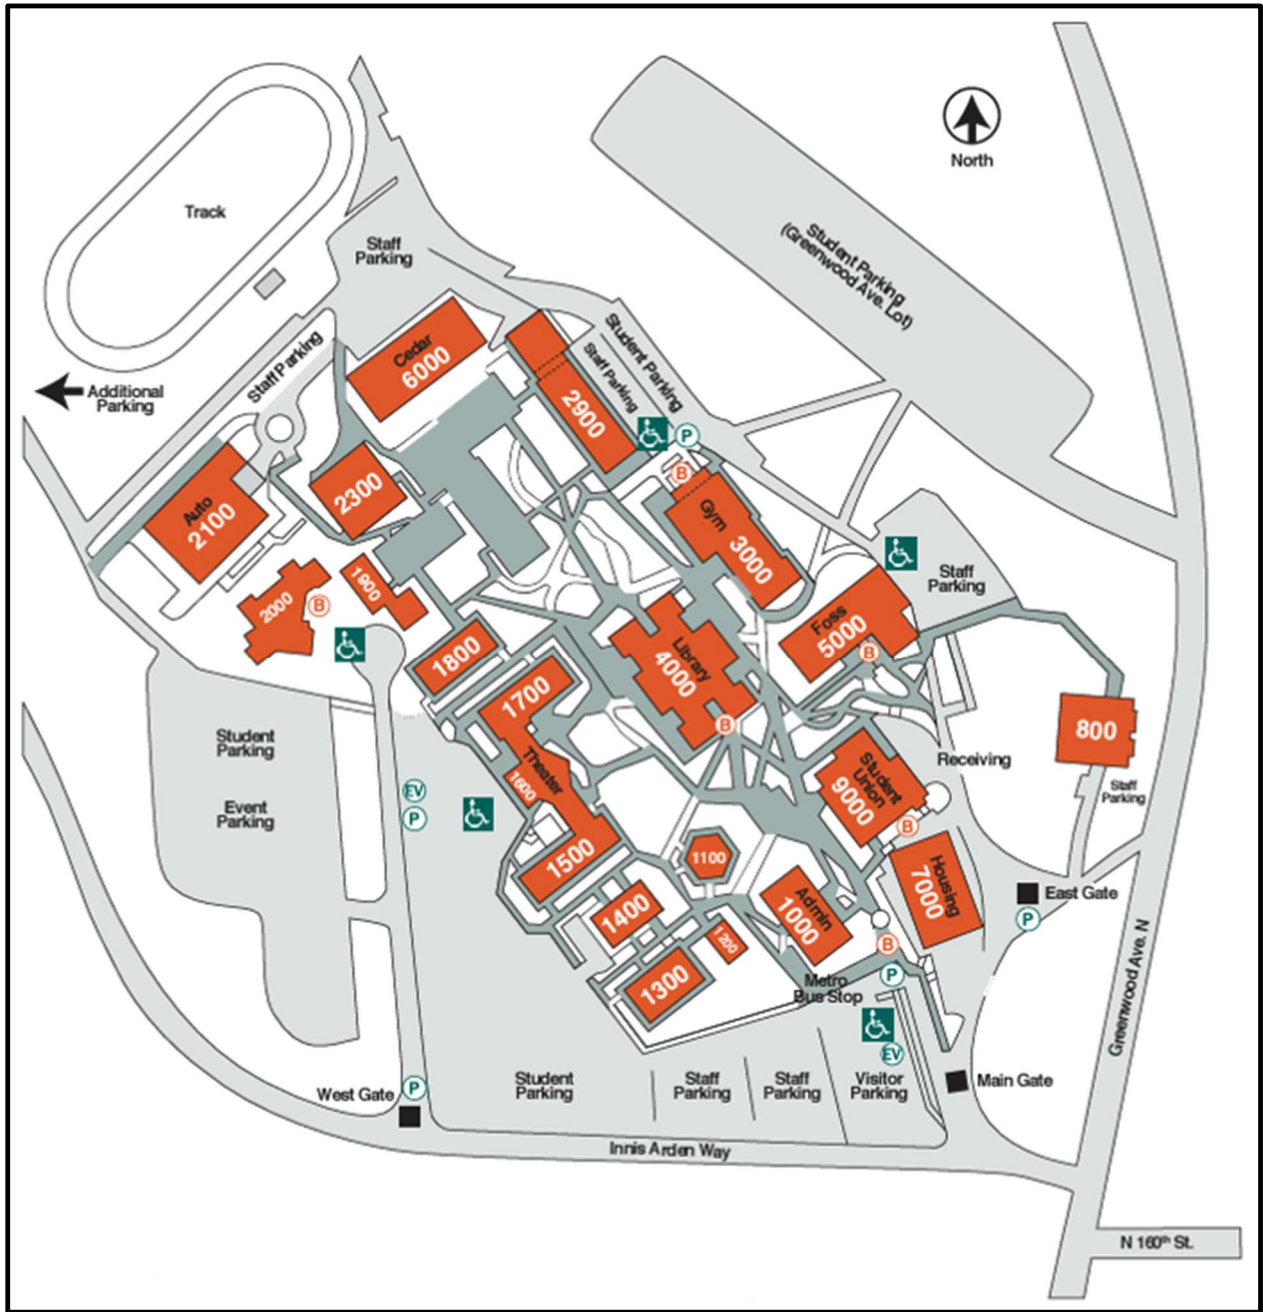 North
Track
Staff
Parking
Student Parking
(Greenwood Ave. Lot)
Student Parking
Staff Parking
Staff Parking
Additional
Parking
Cedar
6000
2900
P
B
Auto
2100
2300
Gym
3000
Staff
Parking
2000
B
1900
Foss
5000
B
1800
Library
4000
B
1700
Theater
1600
1500
800
Staff
Parking
Receiving
Student
Parking
Event
Parking
EV
P
Student
Union
9000
B
1100
Housing
7000
East Gate
P
1400
Admin
1000
1200
1300
B
Metro
Bus Stop
P
EV
Greenwood Ave. N
West Gate
P
Student
Parking
Staff
Parking
Staff
Parking
Visitor
Parking
Main Gate
Innis Arden Way
N 160th St.